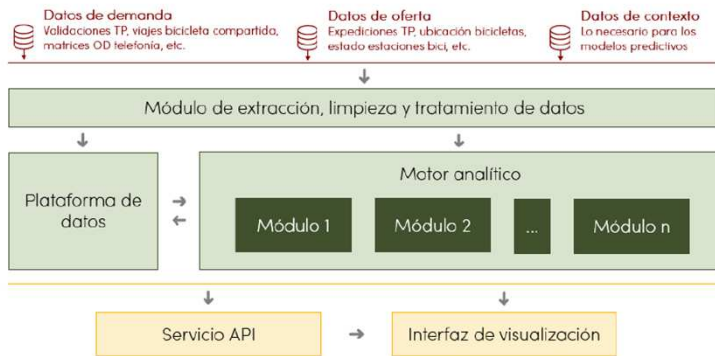 Datos de demanda
Validaciones TP, viajes bicicleta compartida,
matrices OD telefonía, etc.
Datos de oferta
Expediciones TP, ubicación bicicletas,
estado estaciones bici, etc.
Datos de contexto
Lo necesario para los
modelos predictivos
Módulo de extracción, limpieza y tratamiento de datos
Plataforma de
datos
Motor analítico
Módulo 1
Módulo 2
...
Módulo n
Servicio API
Interfaz de visualización